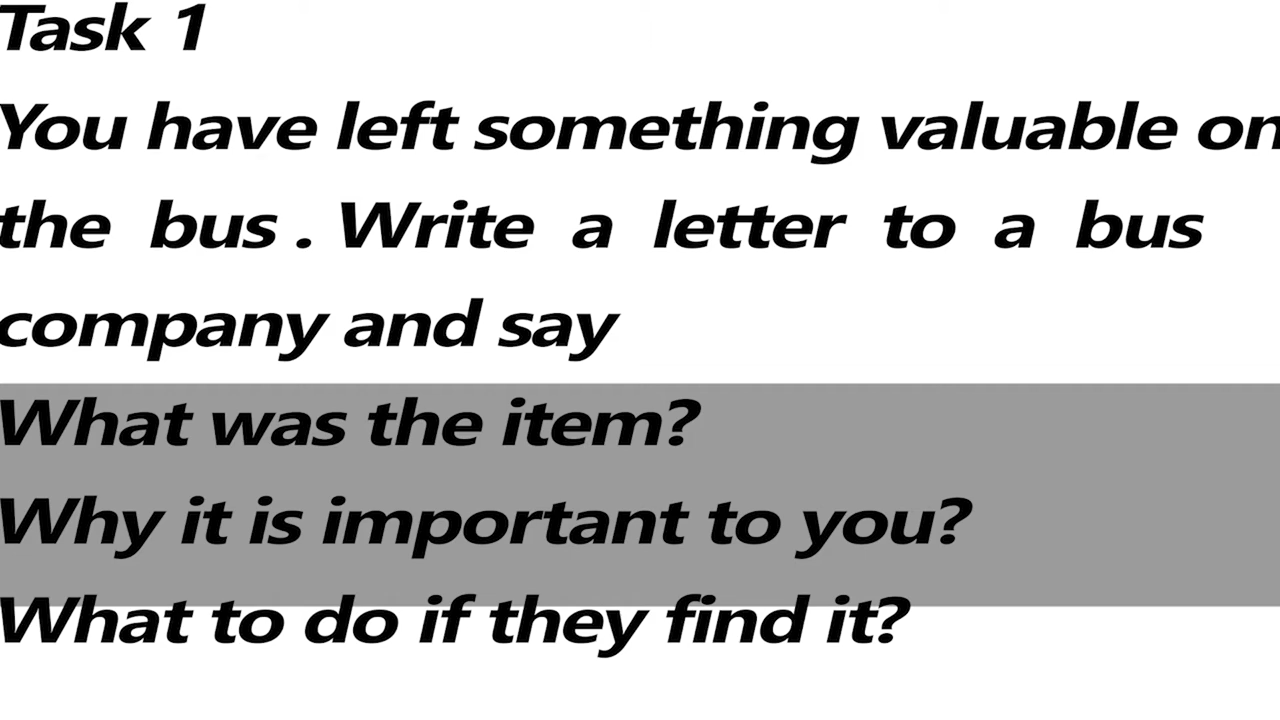 Task 1
You have left something valuable on
the bus . Write a letter to a bus
company and say
What was the item?
Why it is important to you?
What to do if they find it?